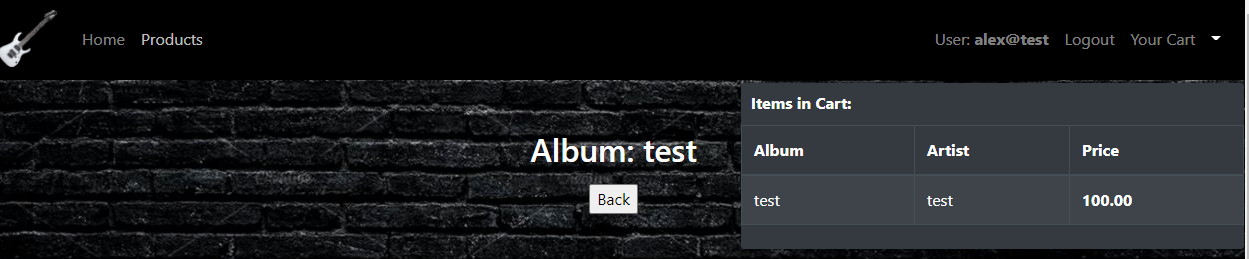 Home Products User: alex@test Logout Your Cart
Items in Cart:
Album: test
Album Artist Price
Back
test test 100.00